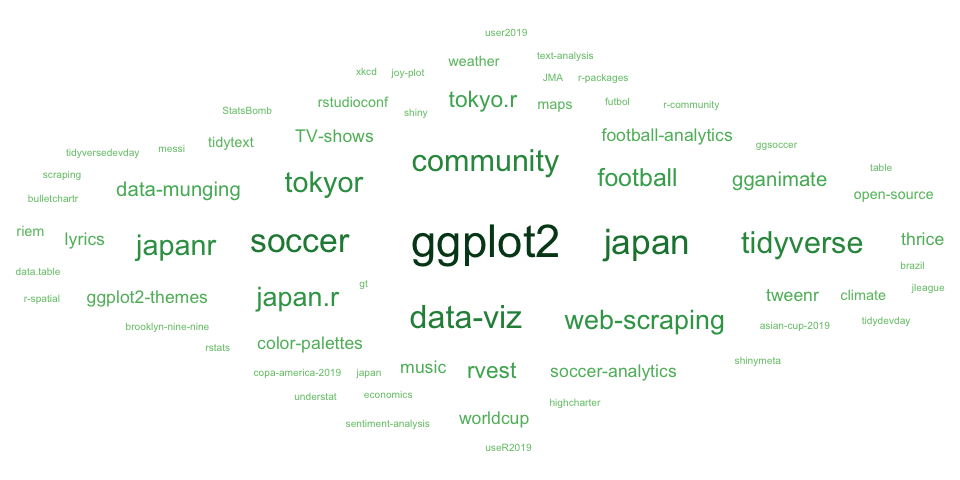 user2019
text-analysis
weather
xkcd joy-plot JMA r-packages
rstudioconf tokyo.r maps futbol r-community
StatsBomb shiny
TV-shows football-analytics
tidytext ggsoccer
tidyversedevday messi
community
scraping table
data-munging tokyor football gganimate open-source
bulletchartr
riem lyrics japanr soccer ggplot2 japan tidyverse thrice
data.table brazil
gt jleague
r-spatial ggplot2-themes japan.r tweenr climate
brooklyn-nine-nine data-viz web-scraping asian-cup-2019 tidydevday
rstats color-palettes
shinymeta
copa-america-2019 japan music rvest soccer-analytics
understat economics highcharter
sentiment-analysis worldcup
useR2019